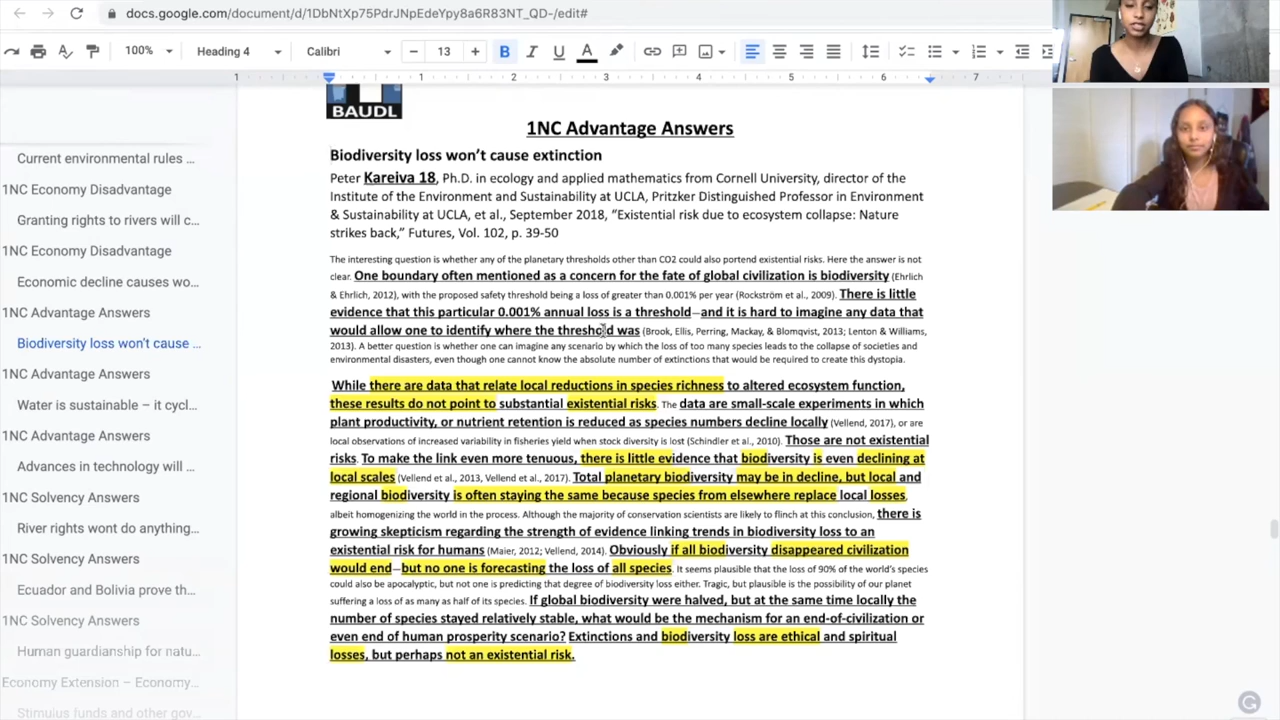 docs.google.com/document/d/1DbNtXp75PdrJNpEdeYpy8a6R83NT_QD-/edit#
100% Heading 4 Calibri 13 B I U A
1 1 2 3 4 5 6 7
BAUDL
1NC Advantage Answers
Biodiversity loss won’t cause extinction
Peter Kareiva 18, Ph.D. in ecology and applied mathematics from Cornell University, director of the
Institute of the Environment and Sustainability at UCLA, Pritzker Distinguished Professor in Environment
& Sustainability at UCLA, et al., September 2018, “Existential risk due to ecosystem collapse: Nature
strikes back,” Futures, Vol. 102, p. 39-50
The interesting question is whether any of the planetary thresholds other than CO2 could also portend existential risks. Here the answer is not
clear. One boundary often mentioned as a concern for the fate of global civilization is biodiversity (Ehrlich
& Ehrlich, 2012), with the proposed safety threshold being a loss of greater than 0.001% per year (Rockström et al., 2009). There is little
evidence that this particular 0.001% annual loss is a threshold—and it is hard to imagine any data that
would allow one to identify where the threshold was (Brook, Ellis, Perring, Mackay, & Blomqvist, 2013; Lenton & Williams,
2013). A better question is whether one can imagine any scenario by which the loss of too many species leads to the collapse of societies and
environmental disasters, even though one cannot know the absolute number of extinctions that would be required to create this dystopia.
While there are data that relate local reductions in species richness to altered ecosystem function,
these results do not point to substantial existential risks. The data are small-scale experiments in which
plant productivity, or nutrient retention is reduced as species numbers decline locally (Vellend, 2017), or are
local observations of increased variability in fisheries yield when stock diversity is lost (Schindler et al., 2010). Those are not existential
risks. To make the link even more tenuous, there is little evidence that biodiversity is even declining at
local scales (Vellend et al., 2013, Vellend et al., 2017). Total planetary biodiversity may be in decline, but local and
regional biodiversity is often staying the same because species from elsewhere replace local losses,
albeit homogenizing the world in the process. Although the majority of conservation scientists are likely to flinch at this conclusion, there is
growing skepticism regarding the strength of evidence linking trends in biodiversity loss to an
existential risk for humans (Maier, 2012; Vellend, 2014). Obviously if all biodiversity disappeared civilization
would end—but no one is forecasting the loss of all species. It seems plausible that the loss of 90% of the world’s species
could also be apocalyptic, but not one is predicting that degree of biodiversity loss either. Tragic, but plausible is the possibility of our planet
suffering a loss of as many as half of its species. If global biodiversity were halved, but at the same time locally the
number of species stayed relatively stable, what would be the mechanism for an end-of-civilization or
even end of human prosperity scenario? Extinctions and biodiversity loss are ethical and spiritual
losses, but perhaps not an existential risk.
Current environmental rules ...
1NC Economy Disadvantage
Granting rights to rivers will c...
1NC Economy Disadvantage
Economic decline causes wo...
1NC Advantage Answers
Biodiversity loss won't cause ...
1NC Advantage Answers
Water is sustainable – it cycl...
1NC Advantage Answers
Advances in technology will ...
1NC Solvency Answers
River rights wont do anything...
1NC Solvency Answers
Ecuador and Bolivia prove th...
1NC Solvency Answers
Human guardianship for natu...
Economy Extension – Economy...
Stimulus funds and other gov...